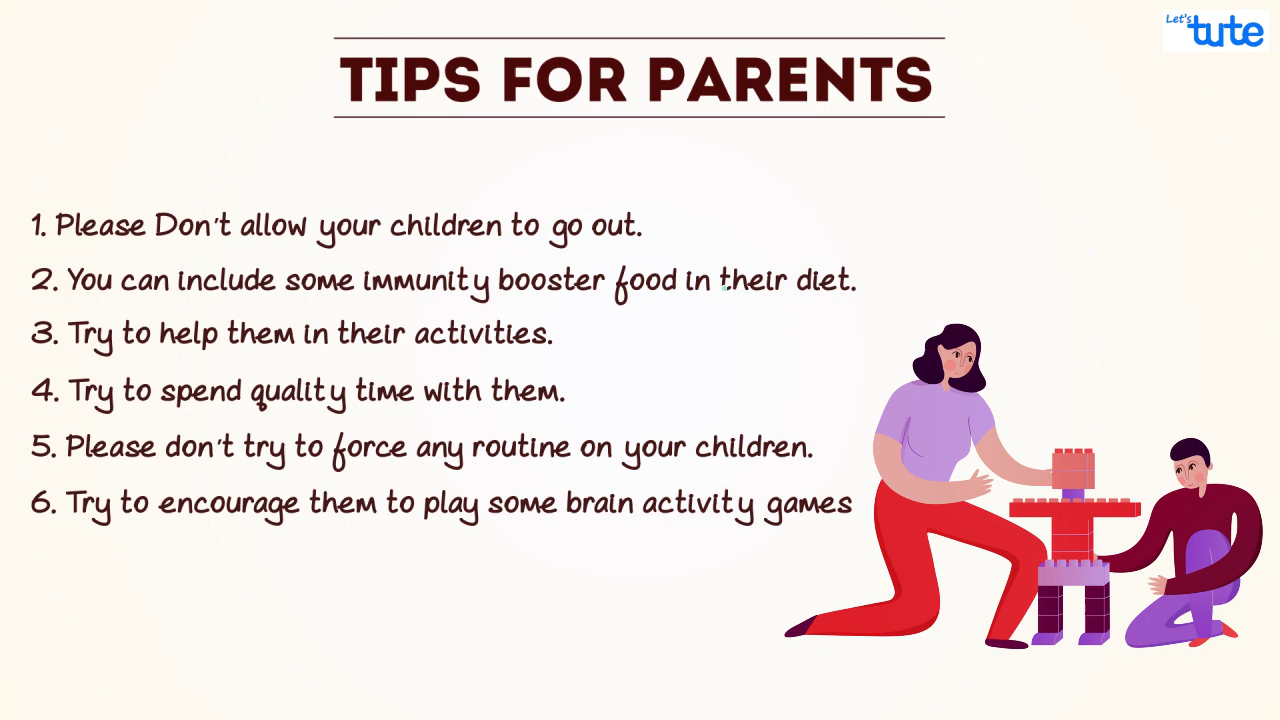 Let's
tute
TIPS FOR PARENTS
1. Please Don't allow your children to go out.
2. You can include some immunity booster food in their diet.
3. Try to help them in their activities.
4. Try to spend quality time with them.
5. Please don't try to force any routine on your children.
6. Try to encourage them to play some brain activity games